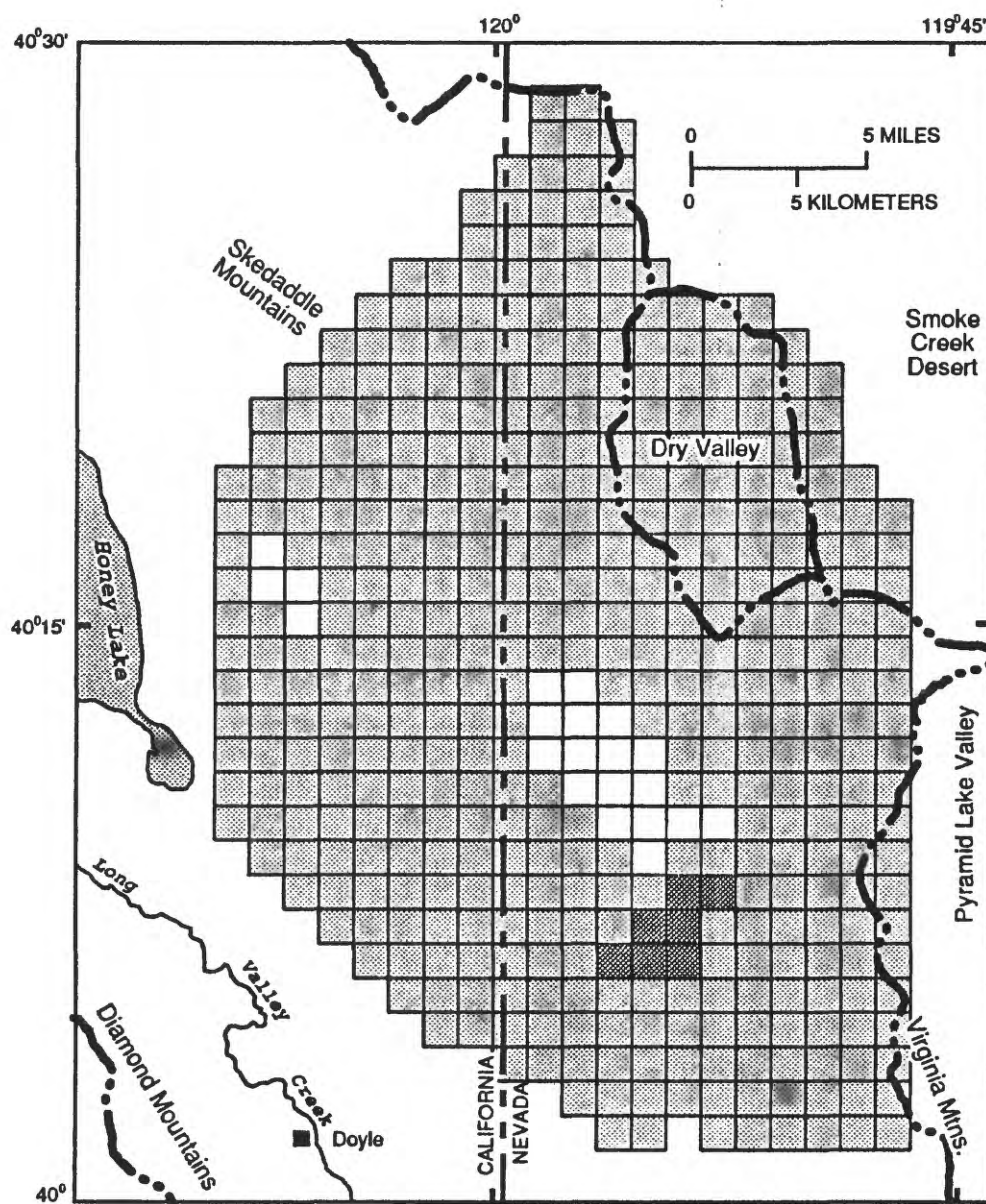 120°
119°45'
40°30'
0 5 MILES
0 5 KILOMETERS
Skedaddle
Mountains
Smoke
Creek
Desert
Dry Valley
Honey Lake
40°15'
Pyramid Lake Valley
Long
Valley
Creek
Diamond Mountains
Doyle
CALIFORNIA
NEVADA
Virginia Mtns.
40°